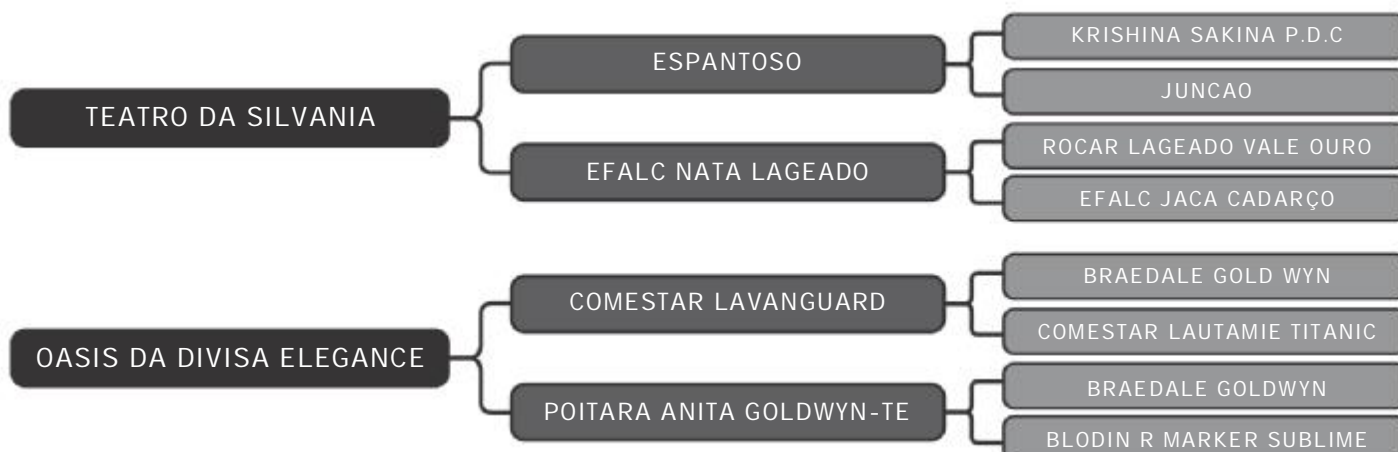 TEATRO DA SILVANIA
ESPANTOSO
KRISHINA SAKINA P.D.C
JUNCAO
EFALC NATA LAGEADO
ROCAR LAGEADO VALE OURO
EFALC JACA CADARÇO
OASIS DA DIVISA ELEGANCE
COMESTAR LAVANGUARD
BRAEDALE GOLD WYN
COMESTAR LAUTAMIE TITANIC
POITARA ANITA GOLDWYN-TE
BRAEDALE GOLDWYN
BLODIN R MARKER SUBLIME